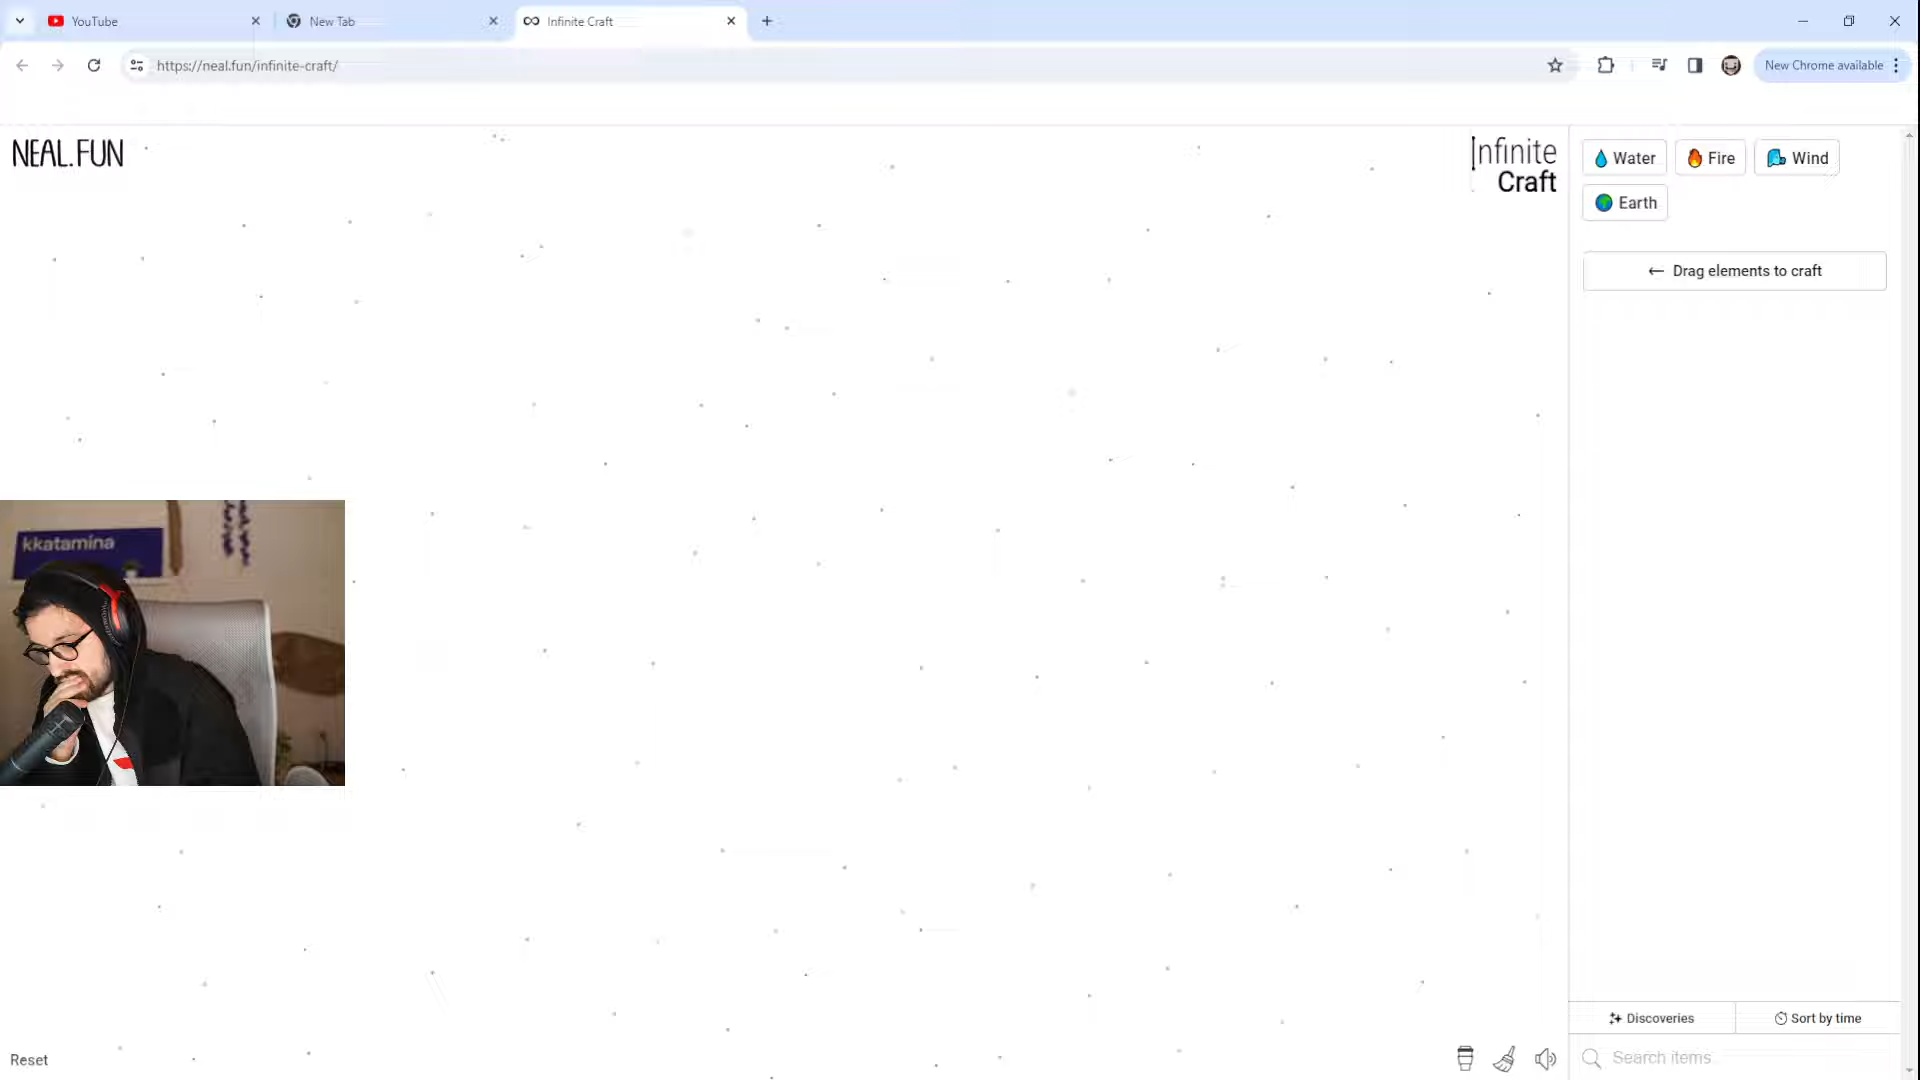 YouTube
New Tab
Infinite Craft
https://neal.fun/infinite-craft/
New Chrome available
NEAL.FUN
Infinite
Craft
Water
Fire
Wind
Earth
← Drag elements to craft
kkatamina
Discoveries
Sort by time
Search items
Reset